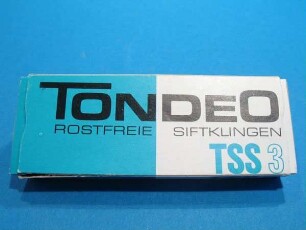 TONDEO
ROSTFREIE SIFTKLINGEN
TSS 3